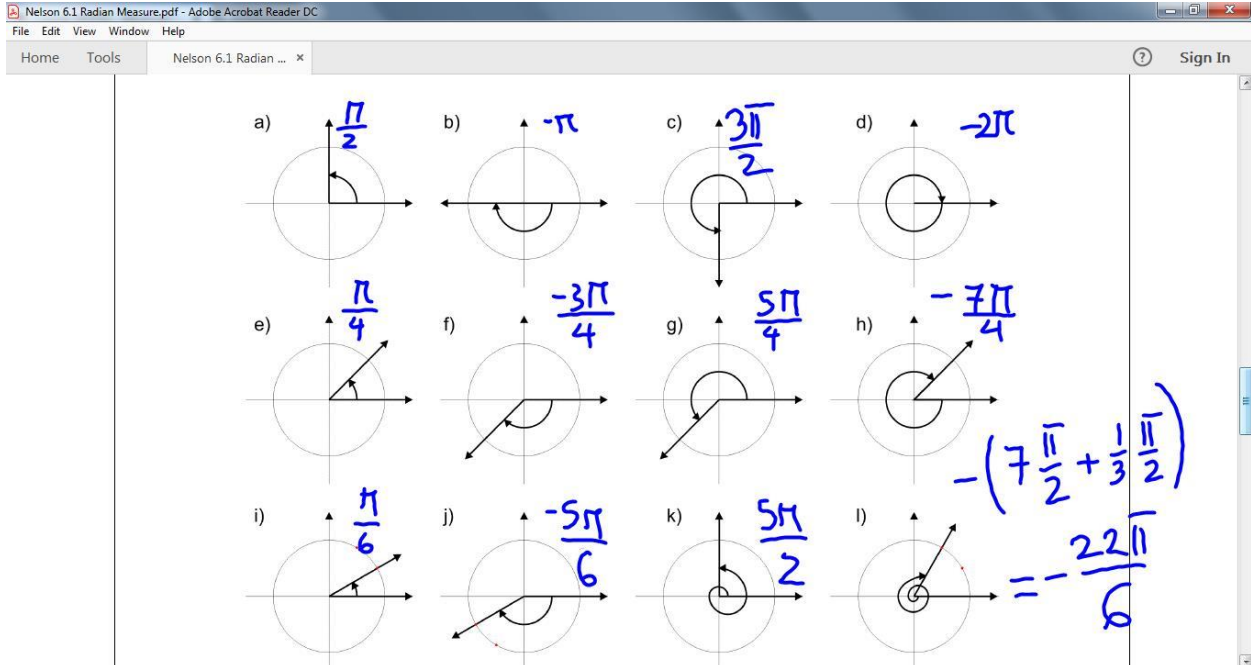 Nelson 6.1 Radian Measure.pdf - Adobe Acrobat Reader DC
File Edit View Window Help
Home Tools Nelson 6.1 Radian ... × ? Sign In
a) π/2 b) -π c) 3π/2 d) -2π
e) π/4 f) -3π/4 g) 5π/4 h) -7π/4
i) π/6 j) -5π/6 k) 5π/2 l) -(7 π/2 + 1/3 π/2)
= - 22π/6